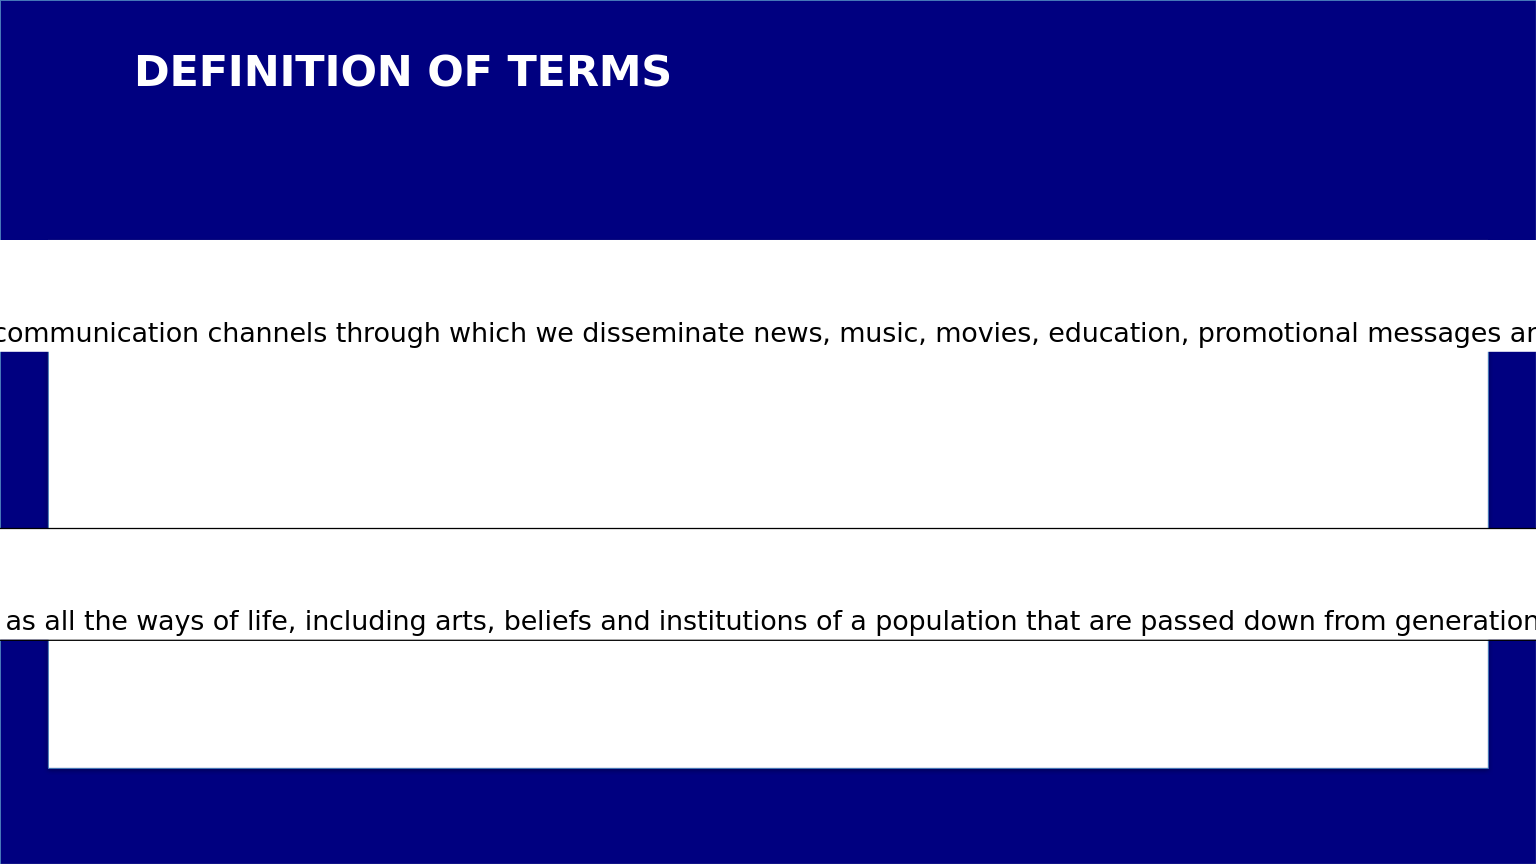 DEFINITION OF TERMS
communication channels through which we disseminate news, music, movies, education, promotional messages
as all the ways of life, including arts, beliefs and institutions of a population that are passed down from generation